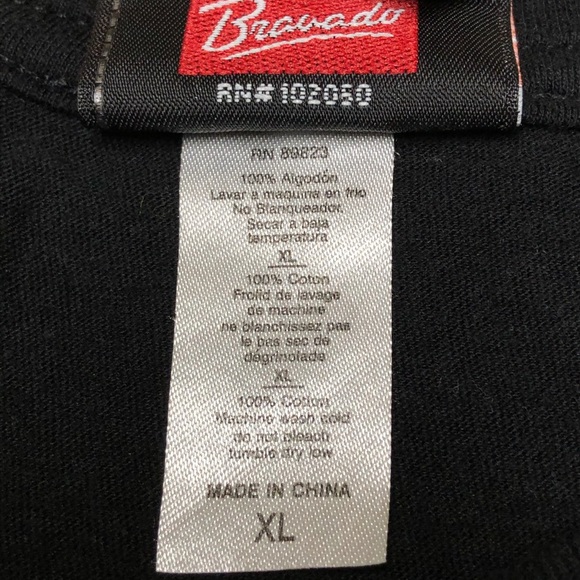 Bravado
RN# 102050
RN 89823
100% Algodón
Lavar a maquina en frio
No Blanqueador.
Secar a baja
temperatura
XL
100% Coton
Froild de lavage
de machine
ne blanchissez pas
le bas sec de
dègrinolade
XL
100% Cotton
Machine wash cold
do not bleach
tumble dry low
MADE IN CHINA
XL